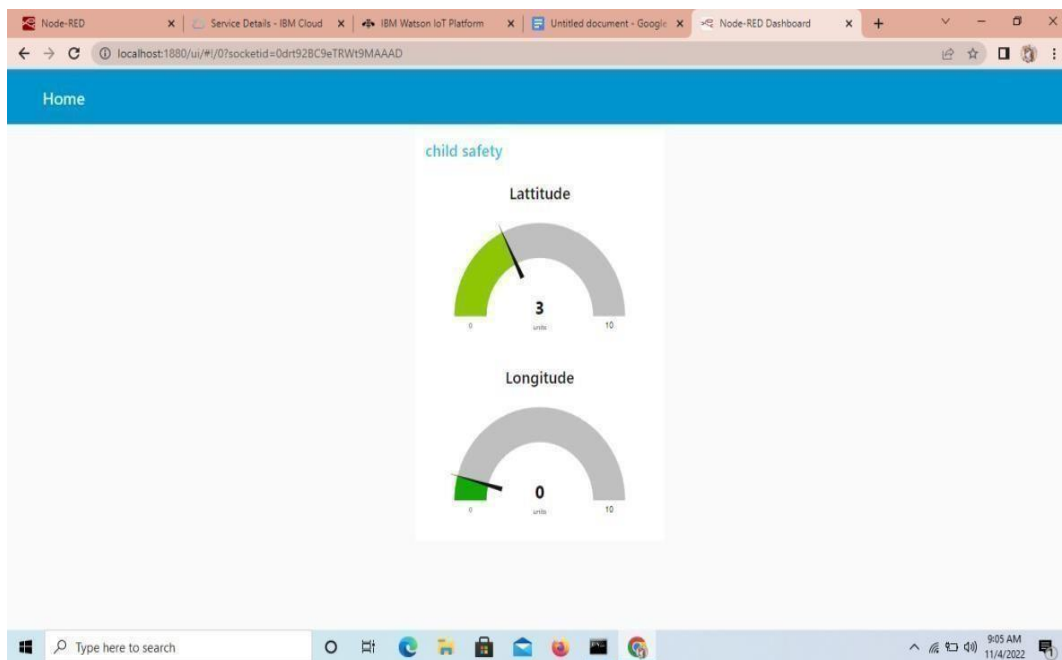 Node-RED
Service Details - IBM Cloud
IBM Watson IoT Platform
Untitled document - Google
Node-RED Dashboard
localhost:1880/ui/#!/0?socketid=0drt92BC9eTRWt9MAAAD
Home
child safety
Lattitude
3
units
0
10
Longitude
0
units
0
10
Type here to search
9:05 AM
11/4/2022